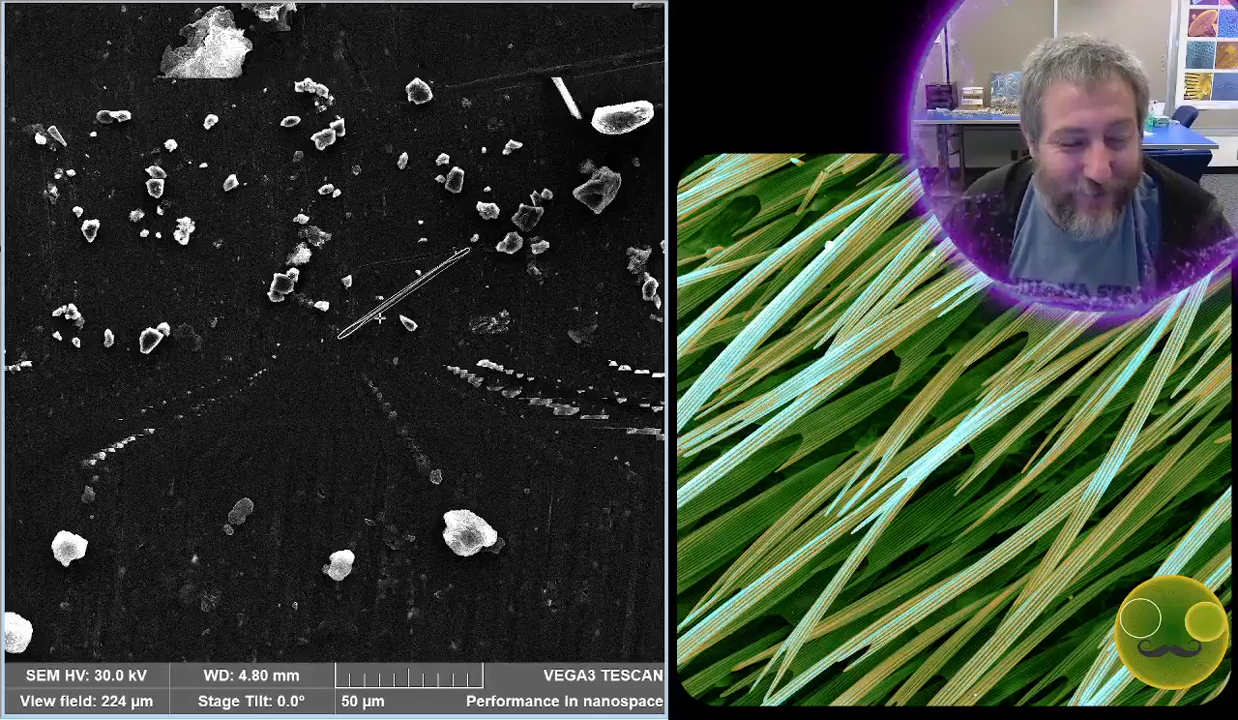 SEM HV: 30.0 kV
WD: 4.80 mm
VEGA3 TESCAN
View field: 224 µm
Stage Tilt: 0.0°
50 µm
Performance in nanospace